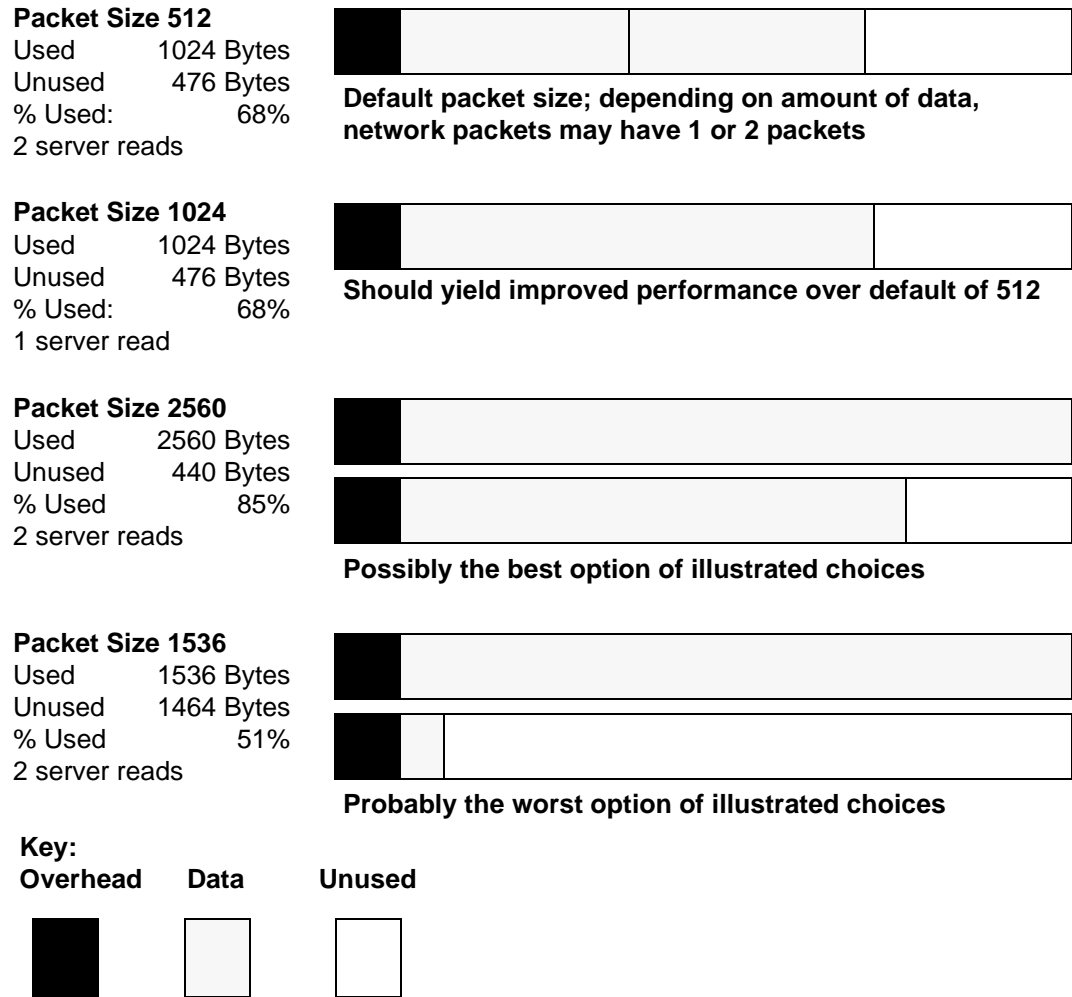 Packet Size 512
Used 1024 Bytes
Unused 476 Bytes
% Used: 68%
2 server reads
Default packet size; depending on amount of data,
network packets may have 1 or 2 packets
Packet Size 1024
Used 1024 Bytes
Unused 476 Bytes
% Used: 68%
1 server read
Should yield improved performance over default of 512
Packet Size 2560
Used 2560 Bytes
Unused 440 Bytes
% Used 85%
2 server reads
Possibly the best option of illustrated choices
Packet Size 1536
Used 1536 Bytes
Unused 1464 Bytes
% Used 51%
2 server reads
Probably the worst option of illustrated choices
Key:
Overhead Data Unused